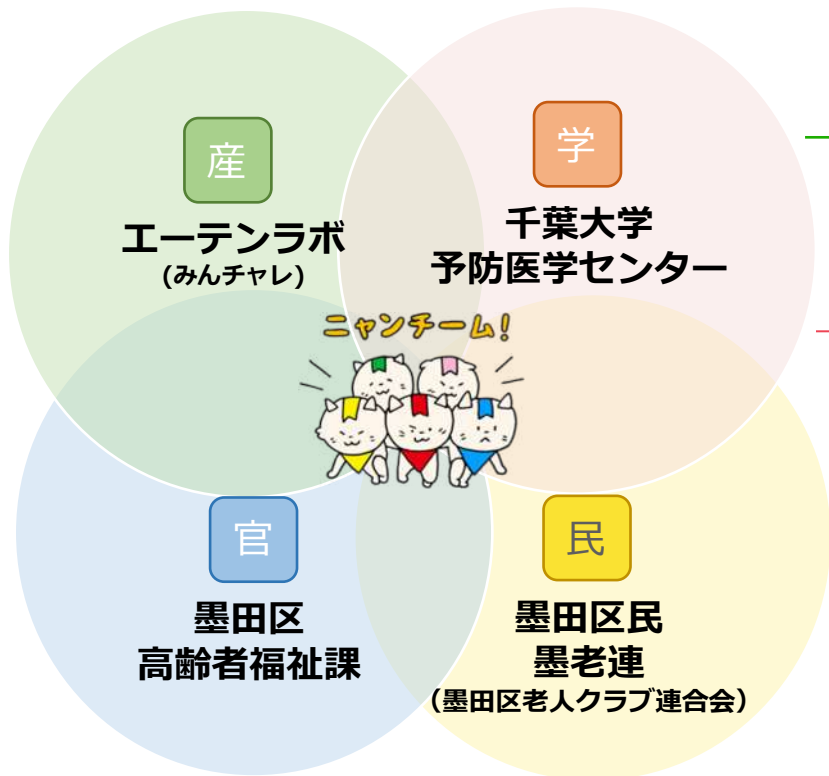 産
エーテンラボ
(みんチャレ)
学
千葉大学
予防医学センター
ニャンチーム!
官
墨田区
高齢者福祉課
民
墨田区民
墨老連
（墨田区老人クラブ連合会）